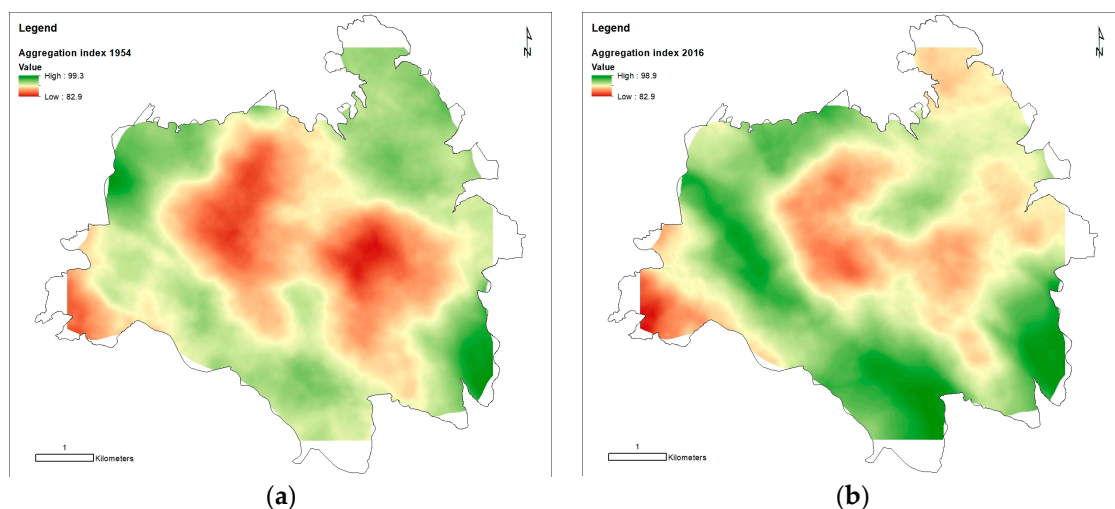 Legend
Aggregation index 1954
Value
High : 99.3
Low : 82.9
N
1
Kilometers
(a)
Legend
Aggregation index 2016
Value
High : 98.9
Low : 82.9
N
1
Kilometers
(b)